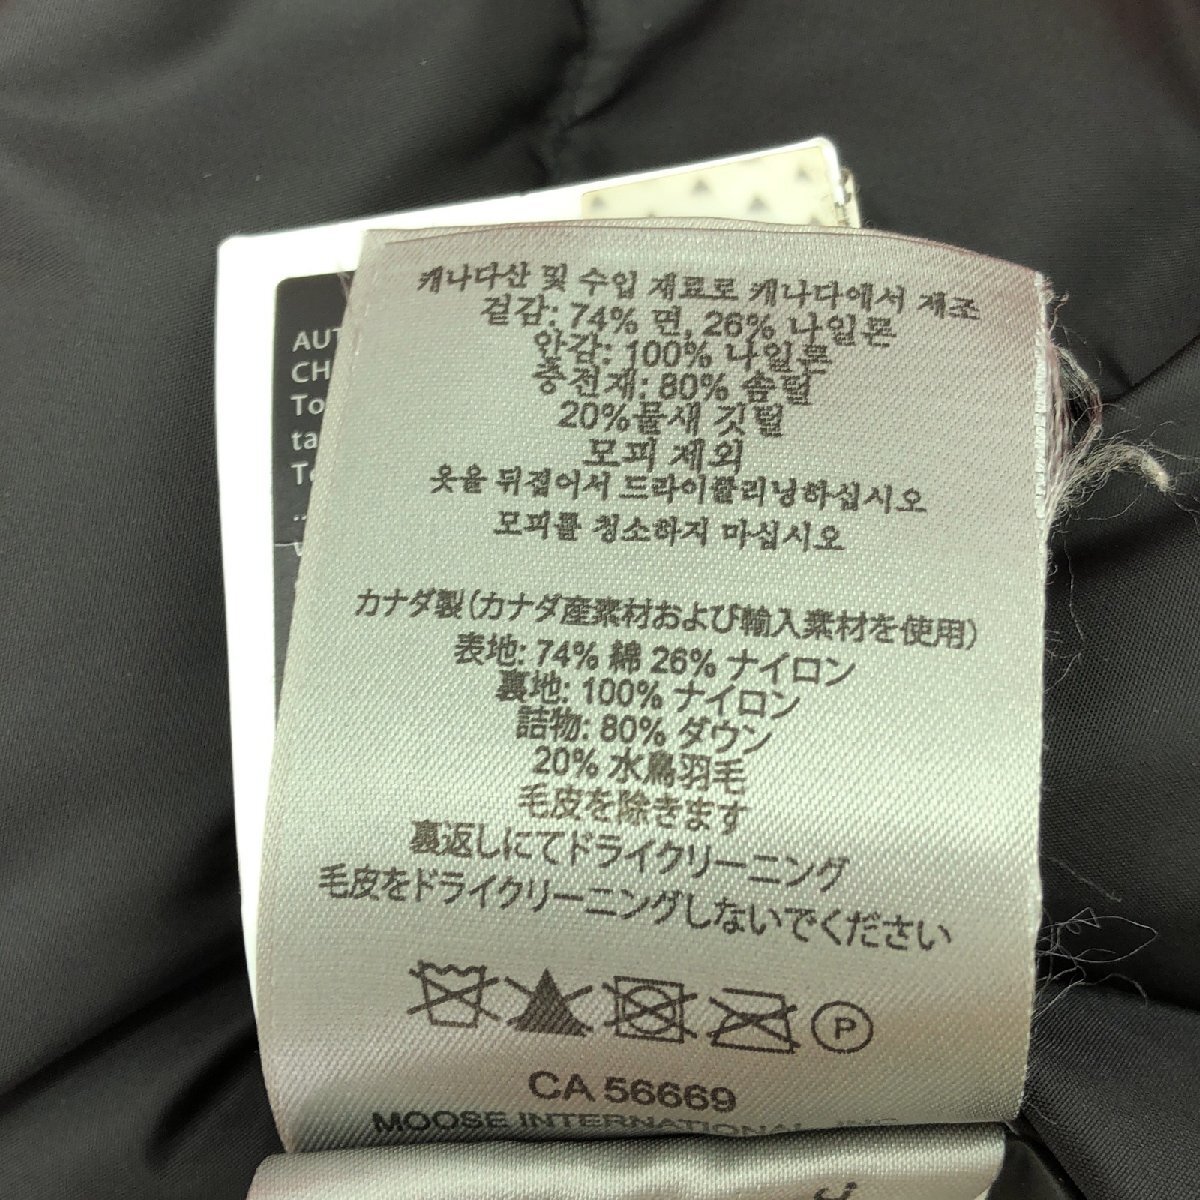 캐나다산 및 수입 재료로 캐나다에서 제조
겉감: 74% 면, 26% 나일론
안감: 100% 나일론
충전재: 80% 솜털
20%물새 깃털
모피 제외
옷을 뒤집어서 드라이클리닝하십시오
모피를 청소하지 마십시오
カナダ製(カナダ産素材および輸入素材を使用)
表地: 74% 綿 26% ナイロン
裏地: 100% ナイロン
詰物: 80% ダウン
20% 水鳥羽毛
毛皮を除きます
裏返しにてドライクリーニング
毛皮をドライクリーニングしないでください
P
CA 56669
MOOSE INTERNATIONAL INC
AUT
CH
To
ta